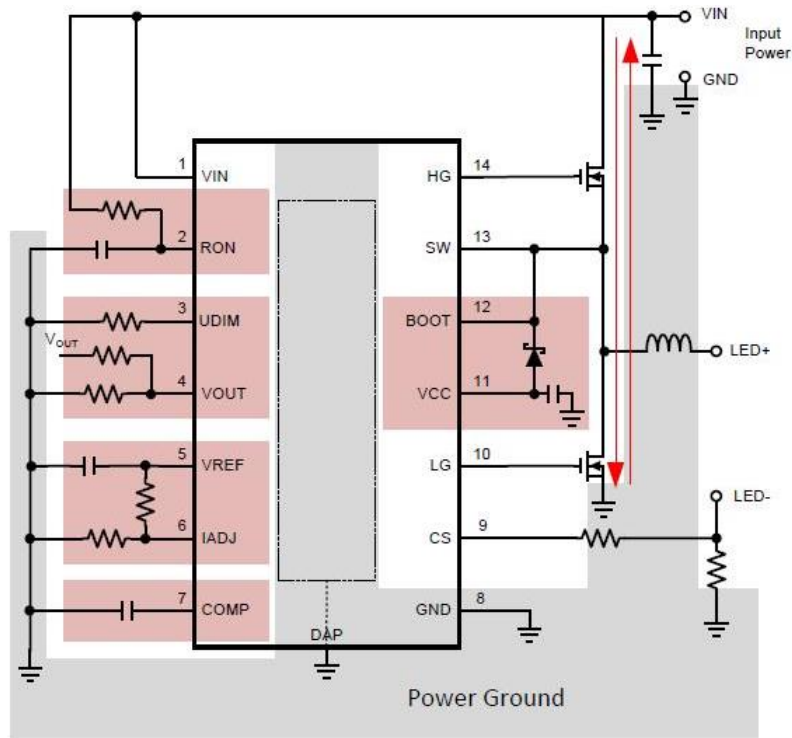 VIN
Input
Power
GND
1
VIN
HG
14
2
RON
SW
13
3
UDIM
BOOT
12
VOUT
4
VOUT
VCC
11
LED+
5
VREF
LG
10
LED-
6
IADJ
CS
9
7
COMP
GND
8
DAP
Power Ground